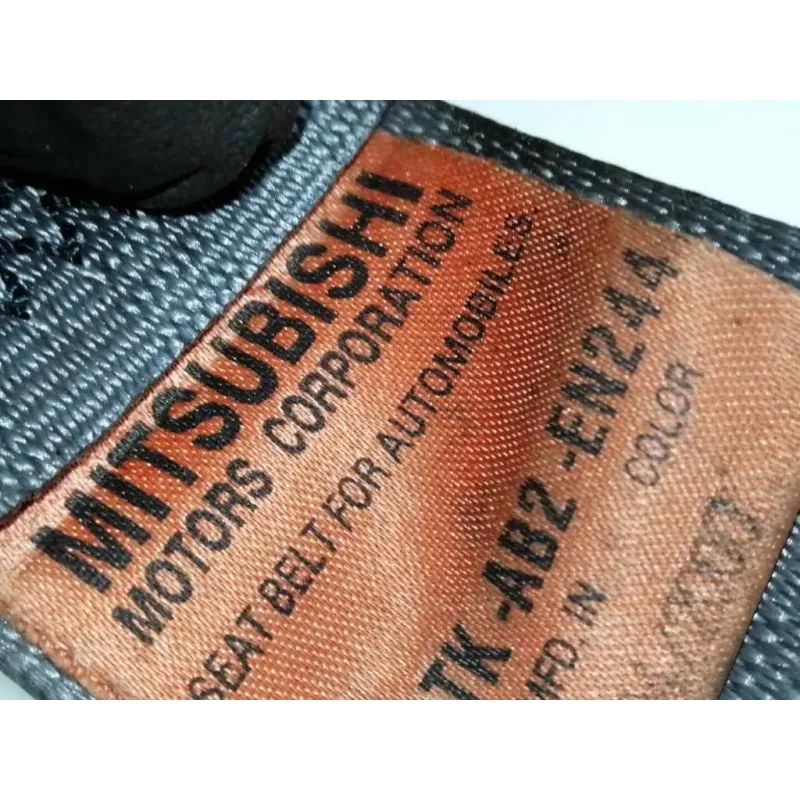 MITSUBISHI
MOTORS CORPORATION
SEAT BELT FOR AUTOMOBILES.
TK-AB2-EN244
MFD. IN COLOR